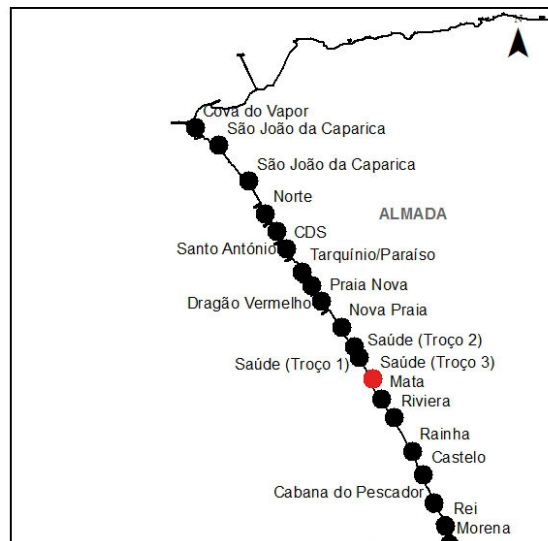 N
Cova do Vapor
São João da Caparica
São João da Caparica
Norte
ALMADA
CDS
Santo António
Tarquínio/Paraíso
Praia Nova
Dragão Vermelho
Nova Praia
Saúde (Troço 2)
Saúde (Troço 1)
Saúde (Troço 3)
Mata
Riviera
Rainha
Castelo
Cabana do Pescador
Rei
Morena